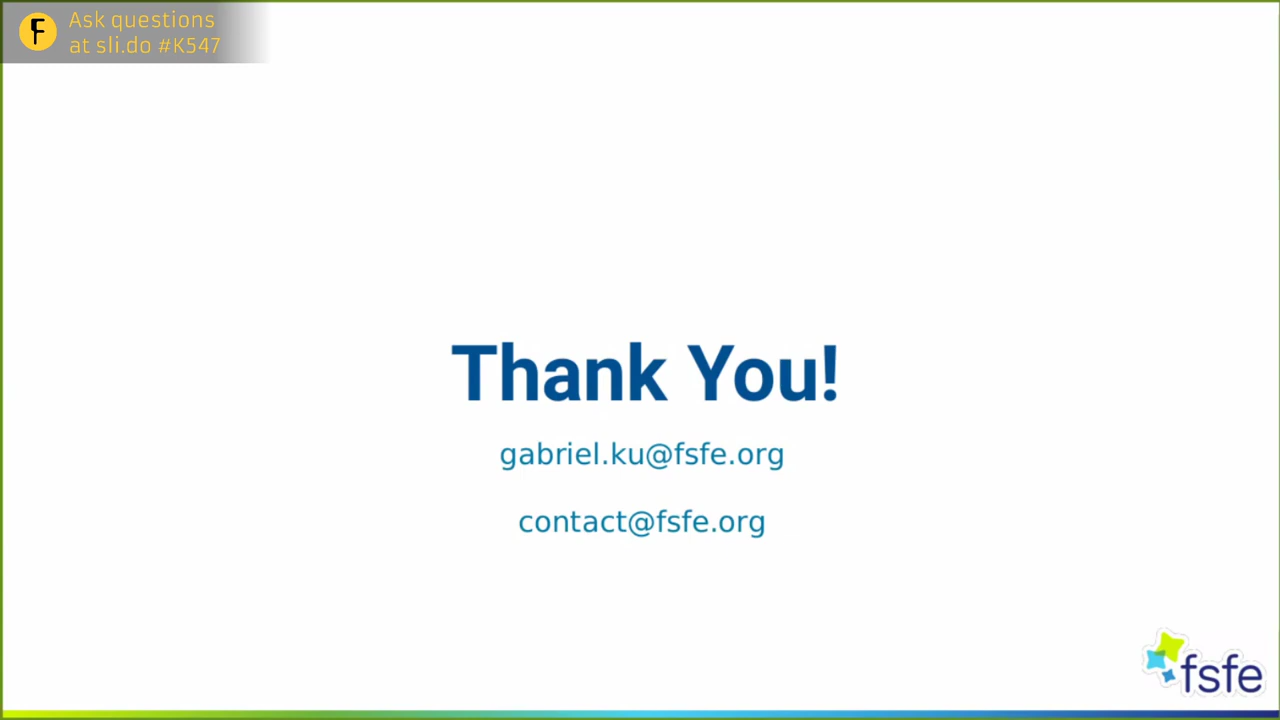 F
Ask questions
at sli.do #K547
Thank You!
gabriel.ku@fsfe.org
contact@fsfe.org
fsfe